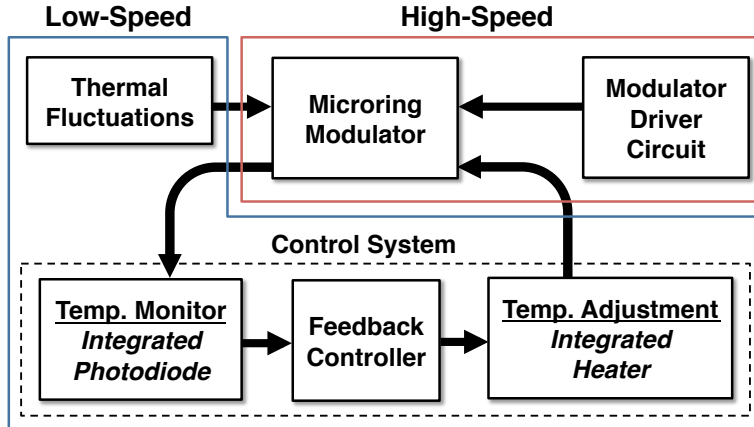 Low-Speed
High-Speed
Thermal
Fluctuations
Microring
Modulator
Modulator
Driver
Circuit
Control System
Temp. Monitor
Integrated
Photodiode
Feedback
Controller
Temp. Adjustment
Integrated
Heater